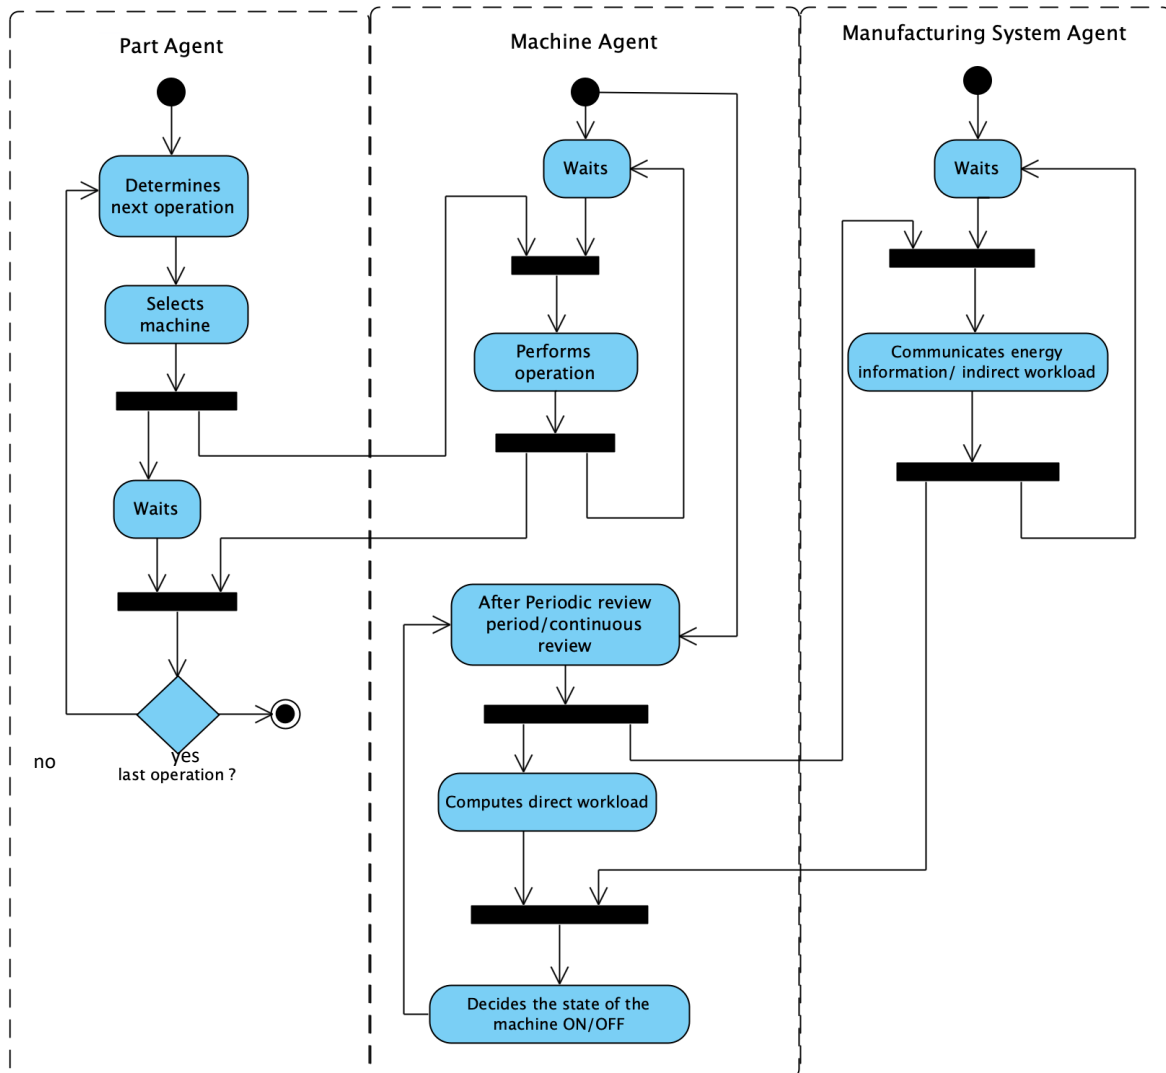 Part Agent
Machine Agent
Manufacturing System Agent
Determines
next operation
Selects
machine
Waits
no
yes
last operation ?
Waits
Performs
operation
After Periodic review
period/continuous
review
Computes direct workload
Decides the state of the
machine ON/OFF
Waits
Communicates energy
information/ indirect workload